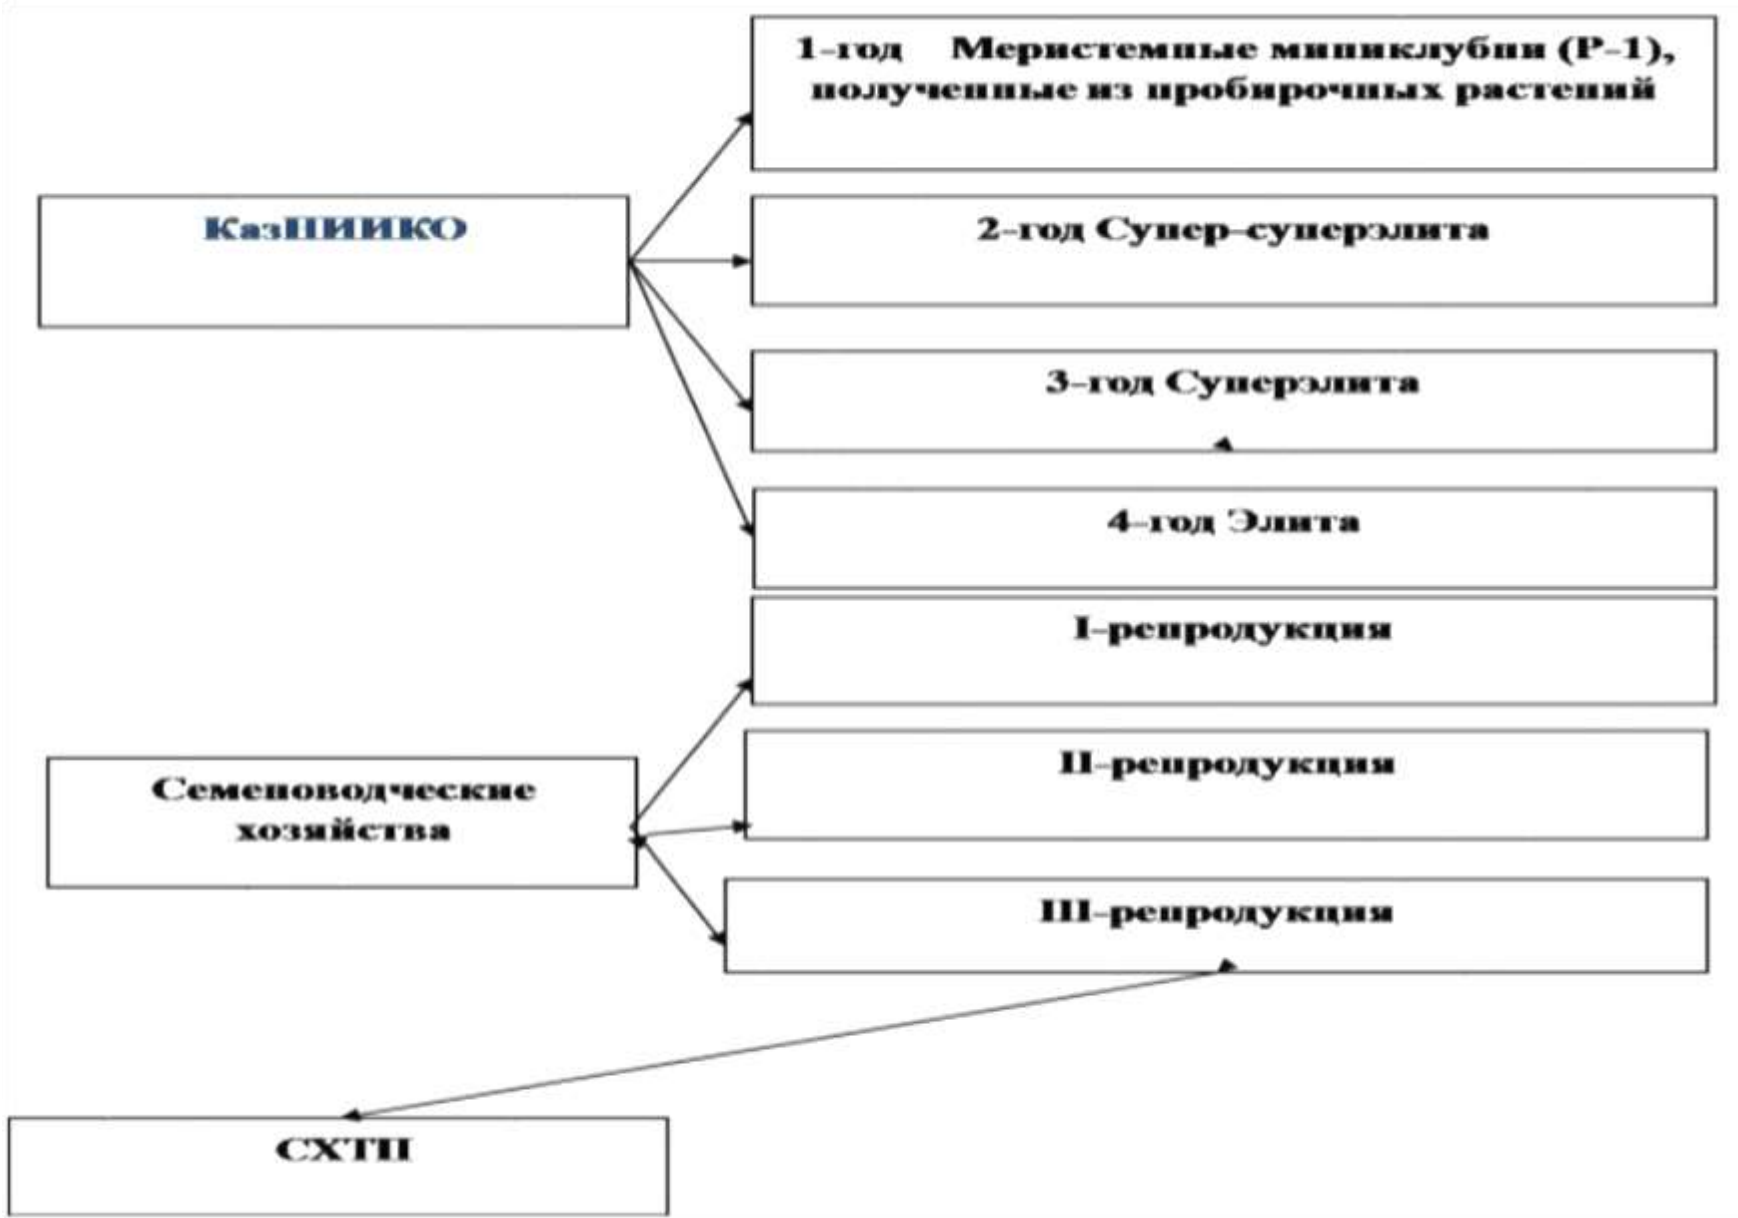 1-год Меристемные миниклубни (Р-1),
полученные из пробирочных растений
КазНИИКО
2-год Супер-суперэлита
3-год Суперэлита
4-год Элита
I-репродукция
Семеноводческие
хозяйства
II-репродукция
III-репродукция
СХТП